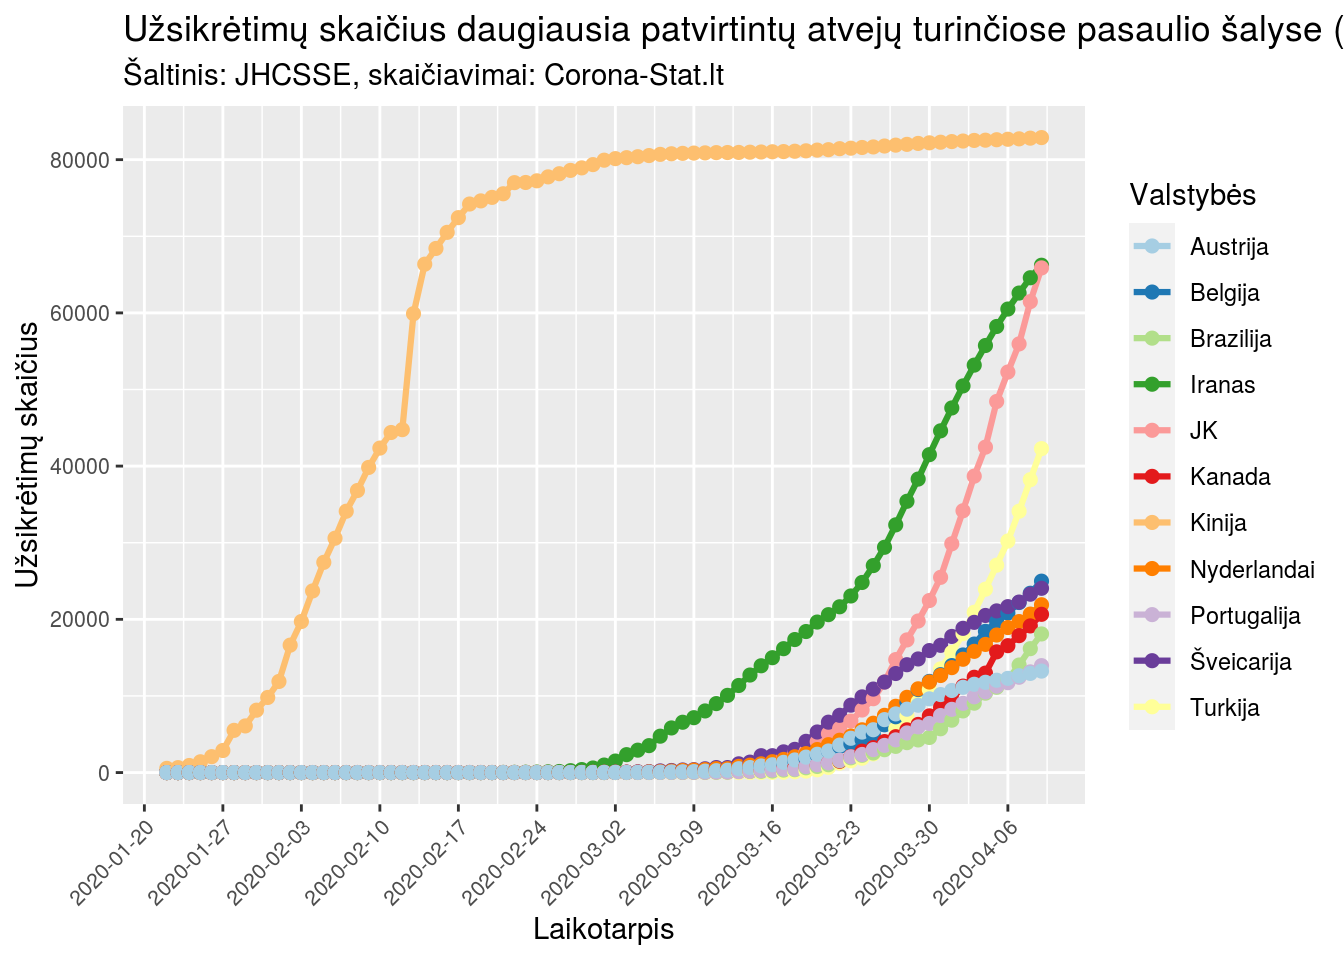 Užsikrėtimų skaičius daugiausia patvirtintų atvejų turinčiose pasaulio šalyse (
Šaltinis: JHCSSE, skaičiavimai: Corona-Stat.lt
Užsikrėtimų skaičius
80000
60000
40000
20000
0
2020-01-20
2020-01-27
2020-02-03
2020-02-10
2020-02-17
2020-02-24
2020-03-02
2020-03-09
2020-03-16
2020-03-23
2020-03-30
2020-04-06
Laikotarpis
Valstybės
Austrija
Belgija
Brazilija
Iranas
JK
Kanada
Kinija
Nyderlandai
Portugalija
Šveicarija
Turkija